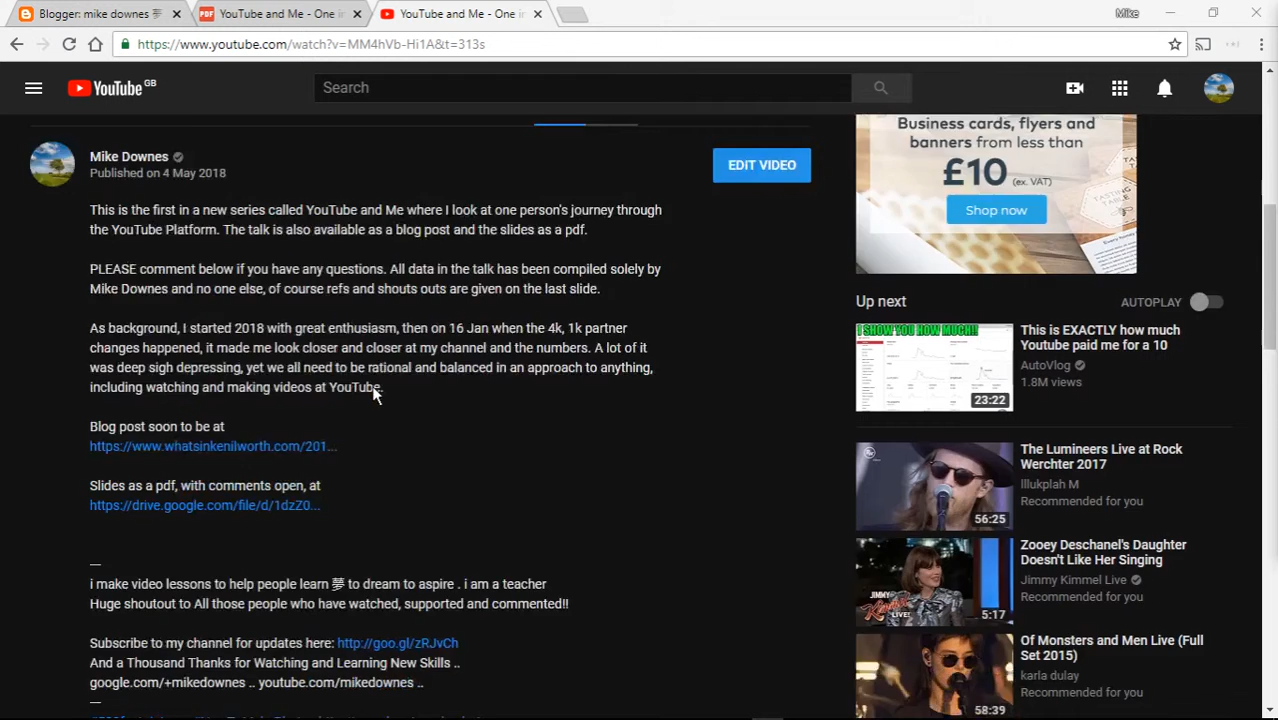 Blogger: mike downes 夢
YouTube and Me - One in
YouTube and Me - One in
Mike
https://www.youtube.com/watch?v=MM4hVb-Hi1A&t=313s
YouTube GB
Search
Mike Downes
Published on 4 May 2018
EDIT VIDEO
This is the first in a new series called YouTube and Me where I look at one person's journey through
the YouTube Platform. The talk is also available as a blog post and the slides as a pdf.
PLEASE comment below if you have any questions. All data in the talk has been compiled solely by
Mike Downes and no one else, of course refs and shouts outs are given on the last slide.
As background, I started 2018 with great enthusiasm, then on 16 Jan when the 4k, 1k partner
changes happened, it made me look closer and closer at my channel and the numbers. A lot of it
was deep sigh depressing, yet we all need to be rational and balanced in an approach to anything,
including watching and making videos at YouTube.
Blog post soon to be at
https://www.whatsinkenilworth.com/201...
Slides as a pdf, with comments open, at
https://drive.google.com/file/d/1dzZ0...
—
i make video lessons to help people learn 夢 to dream to aspire . i am a teacher
Huge shoutout to All those people who have watched, supported and commented!!
Subscribe to my channel for updates here: http://goo.gl/zRJvCh
And a Thousand Thanks for Watching and Learning New Skills ..
google.com/+mikedownes .. youtube.com/mikedownes ..
—
Business cards, flyers and
banners from less than
£10 (ex. VAT)
Shop now
TASTING
TABLE
Up next
AUTOPLAY
I SHOW YOU HOW MUCH!!
23:22
This is EXACTLY how much
Youtube paid me for a 10
AutoVlog
1.8M views
56:25
The Lumineers Live at Rock
Werchter 2017
lllukplah M
Recommended for you
JIMMY
KIMMEL
LIVE!
5:17
Zooey Deschanel's Daughter
Doesn't Like Her Singing
Jimmy Kimmel Live
Recommended for you
58:39
Of Monsters and Men Live (Full
Set 2015)
karla dulay
Recommended for you